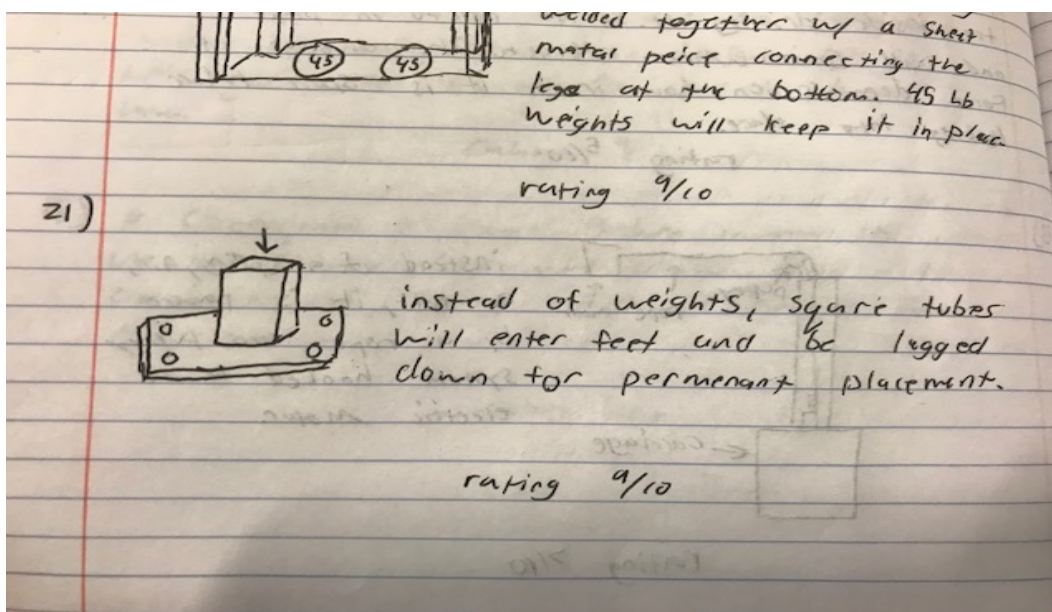 welded together w/ a sheet
metal peice connecting the
legs at the bottom. 45 Lb
weights will keep it in place.
45 45
rating 9/10
21)
instead of weights, square tubes
will enter feet and be lagged
down for permenant placement.
rating 9/10